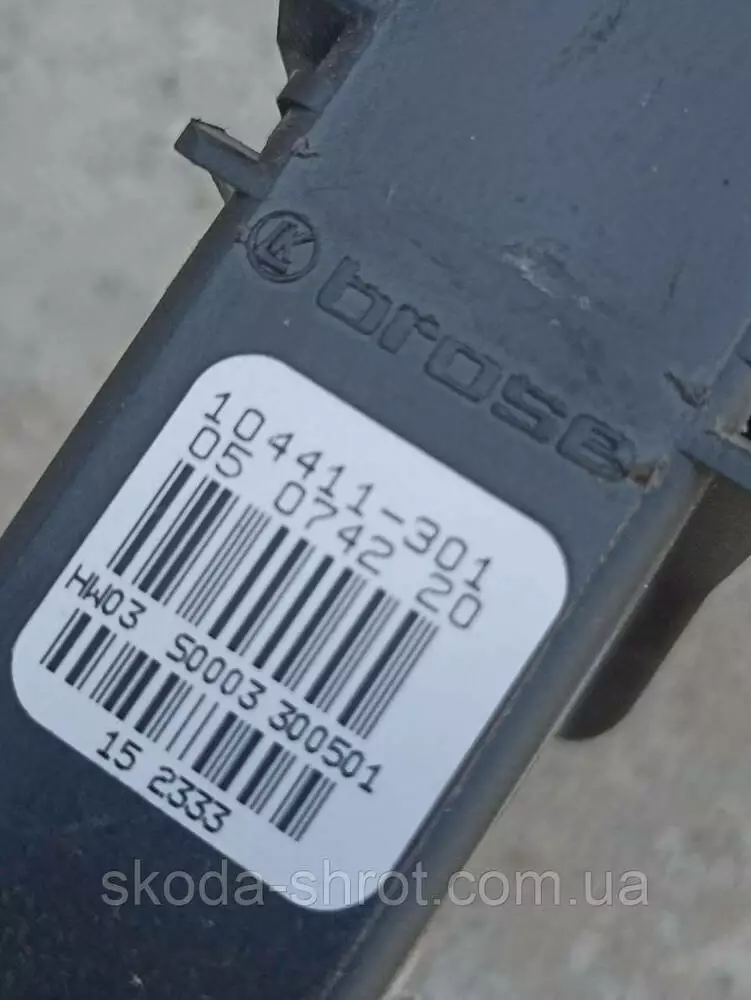 brose
104411-301
05 0742 20
HW03 S0003 300501
15 2333
skoda-shrot.com.ua